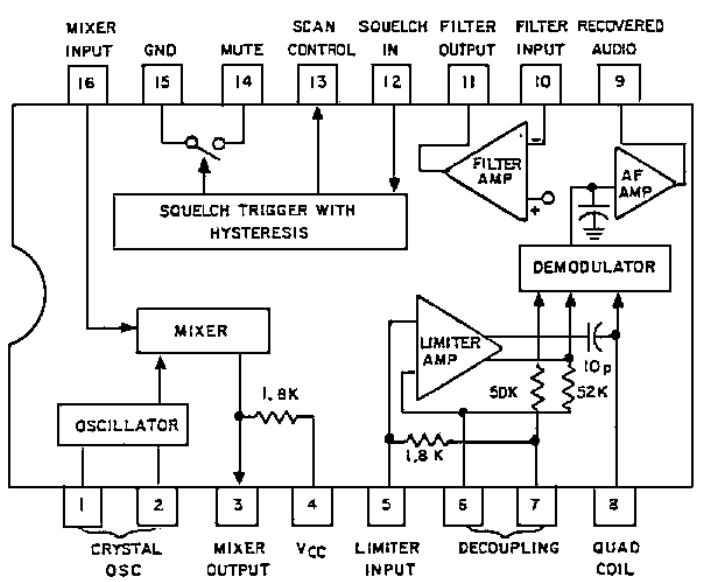 MIXER INPUT
GND
MUTE
SCAN CONTROL
SQUELCH IN
FILTER OUTPUT
FILTER INPUT
RECOVERED AUDIO
16
15
14
13
12
11
10
9
FILTER AMP
AF AMP
SQUELCH TRIGGER WITH
HYSTERESIS
DEMODULATOR
MIXER
LIMITER AMP
10p
1.8K
50K
52K
OSCILLATOR
1.8K
1
2
3
4
5
6
7
8
CRYSTAL OSC
MIXER OUTPUT
VCC
LIMITER INPUT
DECOUPLING
QUAD COIL